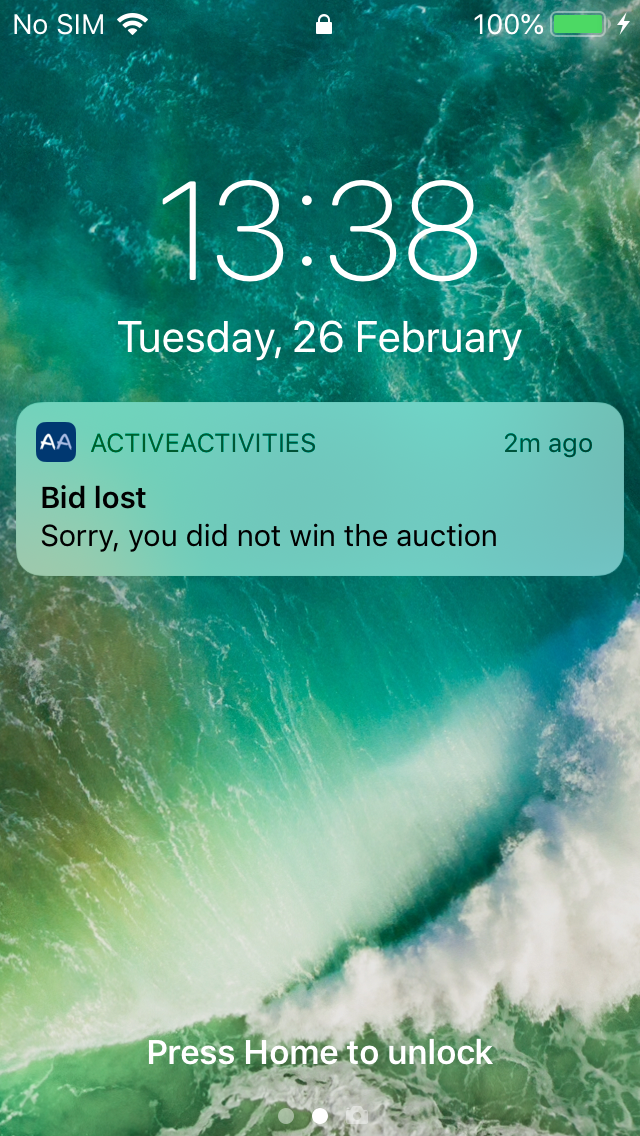 No SIM 100%
13:38
Tuesday, 26 February
AA ACTIVEACTIVITIES 2m ago
Bid lost
Sorry, you did not win the auction
Press Home to unlock